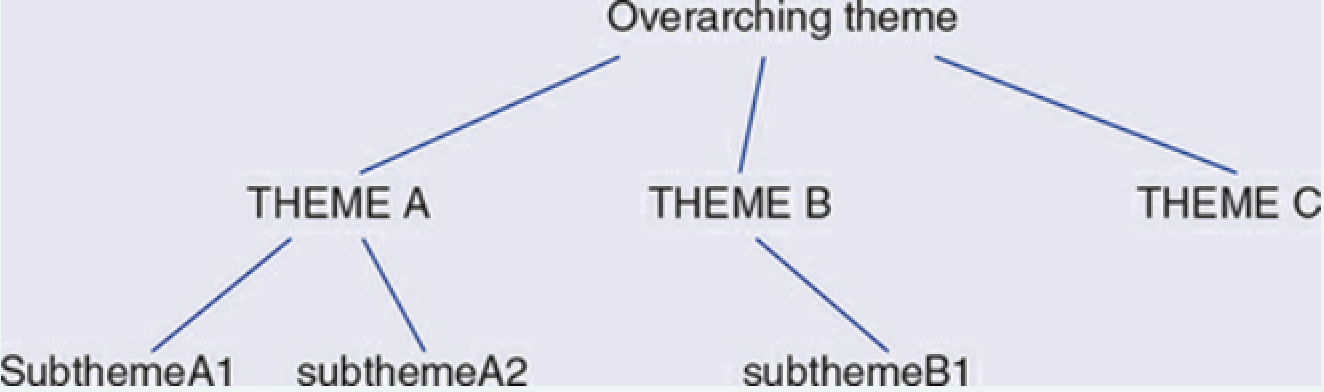 Overarching theme
THEME A THEME B THEME C
SubthemeA1 subthemeA2 subthemeB1